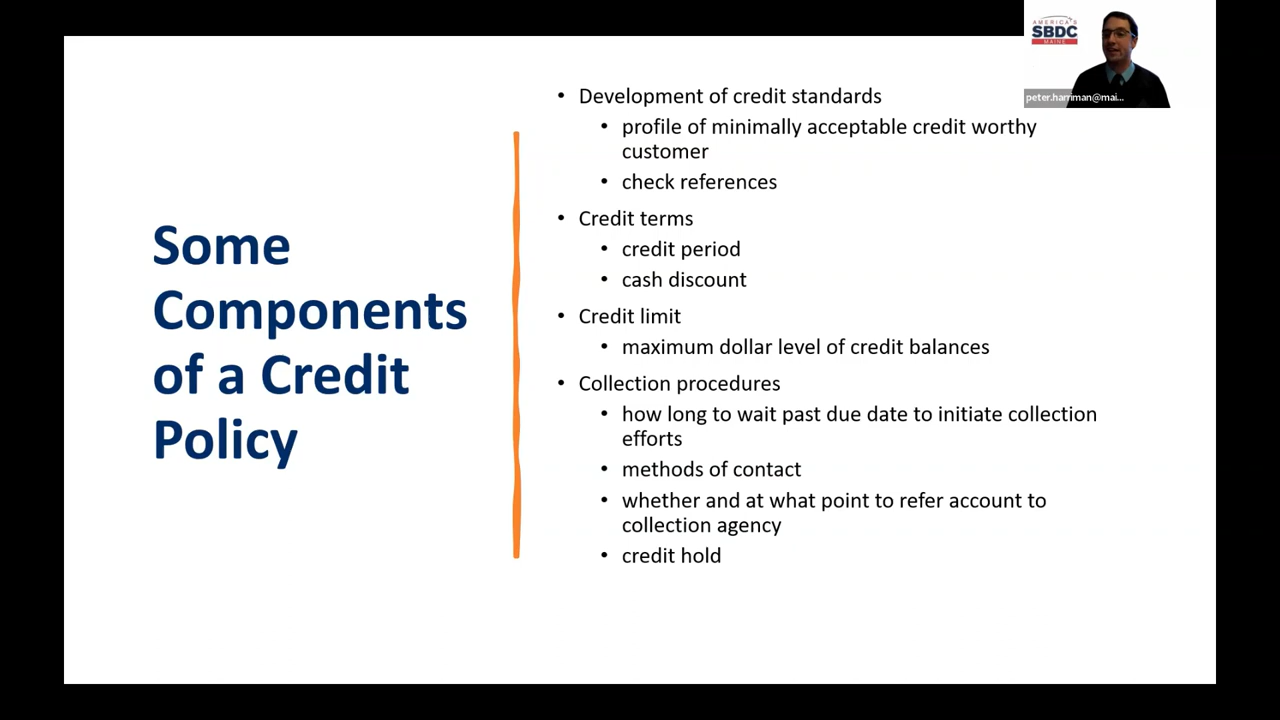 AMERICA'S
SBDC
MAINE
peter.harriman@mai...
Some
Components
of a Credit
Policy
• Development of credit standards
• profile of minimally acceptable credit worthy
customer
• check references
• Credit terms
• credit period
• cash discount
• Credit limit
• maximum dollar level of credit balances
• Collection procedures
• how long to wait past due date to initiate collection
efforts
• methods of contact
• whether and at what point to refer account to
collection agency
• credit hold